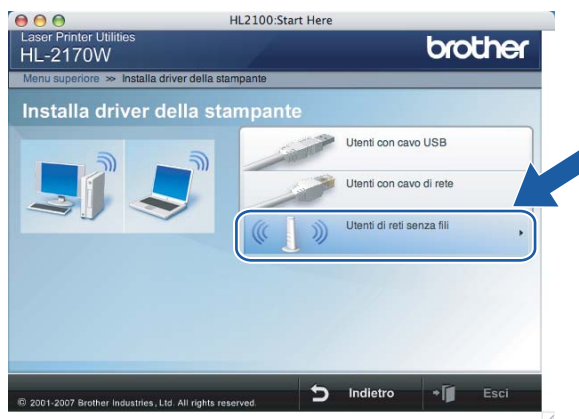 HL2100:Start Here
Laser Printer Utilities
HL-2170W
brother
Menu superiore >> Installa driver della stampante
Installa driver della stampante
Utenti con cavo USB
Utenti con cavo di rete
Utenti di reti senza fili
© 2001-2007 Brother Industries, Ltd. All rights reserved.
Indietro
Esci